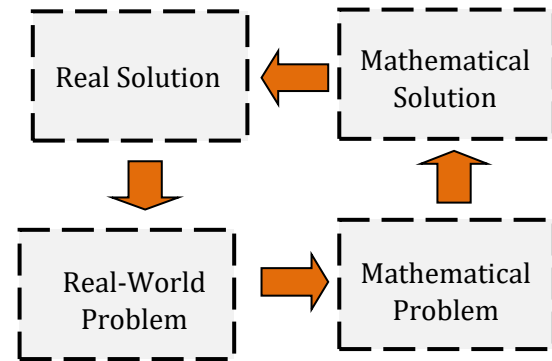 Real Solution
Mathematical
Solution
Real-World
Problem
Mathematical
Problem